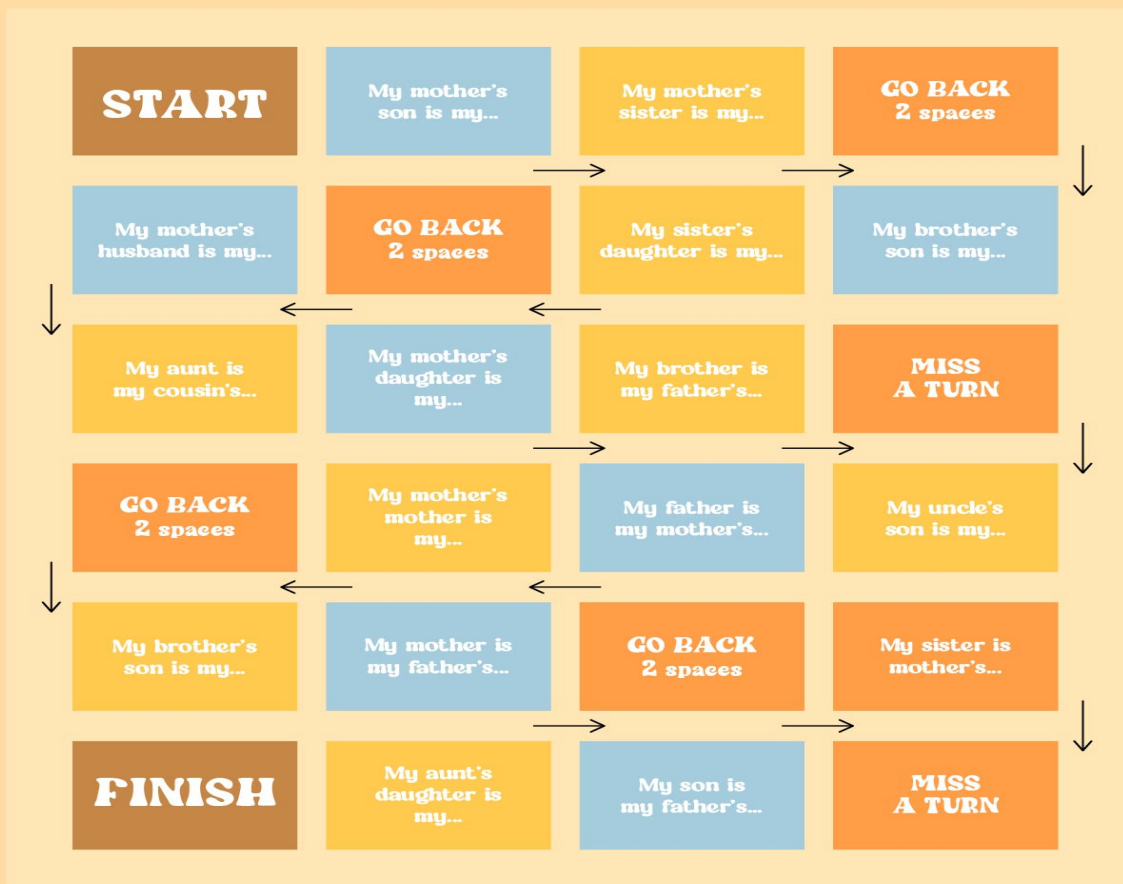 START
My mother's
son is my...
My mother's
sister is my...
GO BACK
2 spaces
My mother's
husband is my...
GO BACK
2 spaces
My sister's
daughter is my...
My brother's
son is my...
My aunt is
my cousin's...
My mother's
daughter is
my...
My brother is
my father's...
MISS
A TURN
GO BACK
2 spaces
My mother's
mother is
my...
My father is
my mother's...
My uncle's
son is my...
My brother's
son is my...
My mother is
my father's...
GO BACK
2 spaces
My sister is
mother's...
FINISH
My aunt's
daughter is
my...
My son is
my father's...
MISS
A TURN